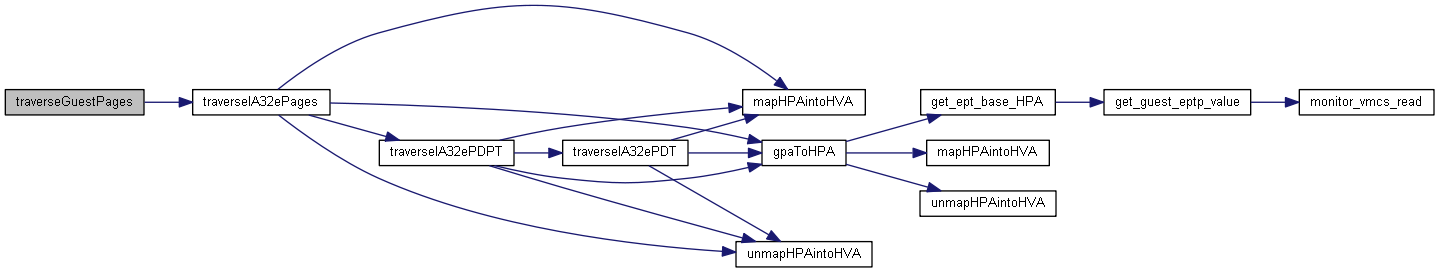 traverseGuestPages
traverseIA32ePages
traverseIA32ePDPT
traverseIA32ePDT
mapHPAintoHVA
gpaToHPA
unmapHPAintoHVA
get_ept_base_HPA
mapHPAintoHVA
unmapHPAintoHVA
get_guest_eptp_value
monitor_vmcs_read